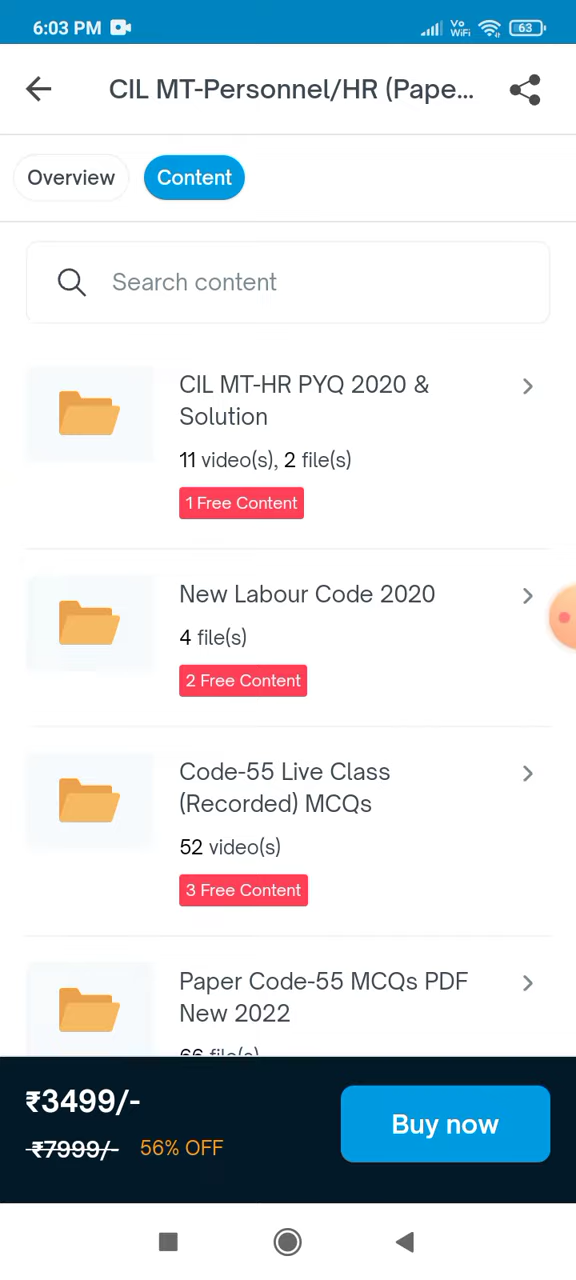 6:03 PM
Vo
WiFi
63
CIL MT-Personnel/HR (Pape...
Overview
Content
Search content
CIL MT-HR PYQ 2020 &
Solution
11 video(s), 2 file(s)
1 Free Content
New Labour Code 2020
4 file(s)
2 Free Content
Code-55 Live Class
(Recorded) MCQs
52 video(s)
3 Free Content
Paper Code-55 MCQs PDF
New 2022
66 file(s)
₹3499/-
₹7999/-
56% OFF
Buy now